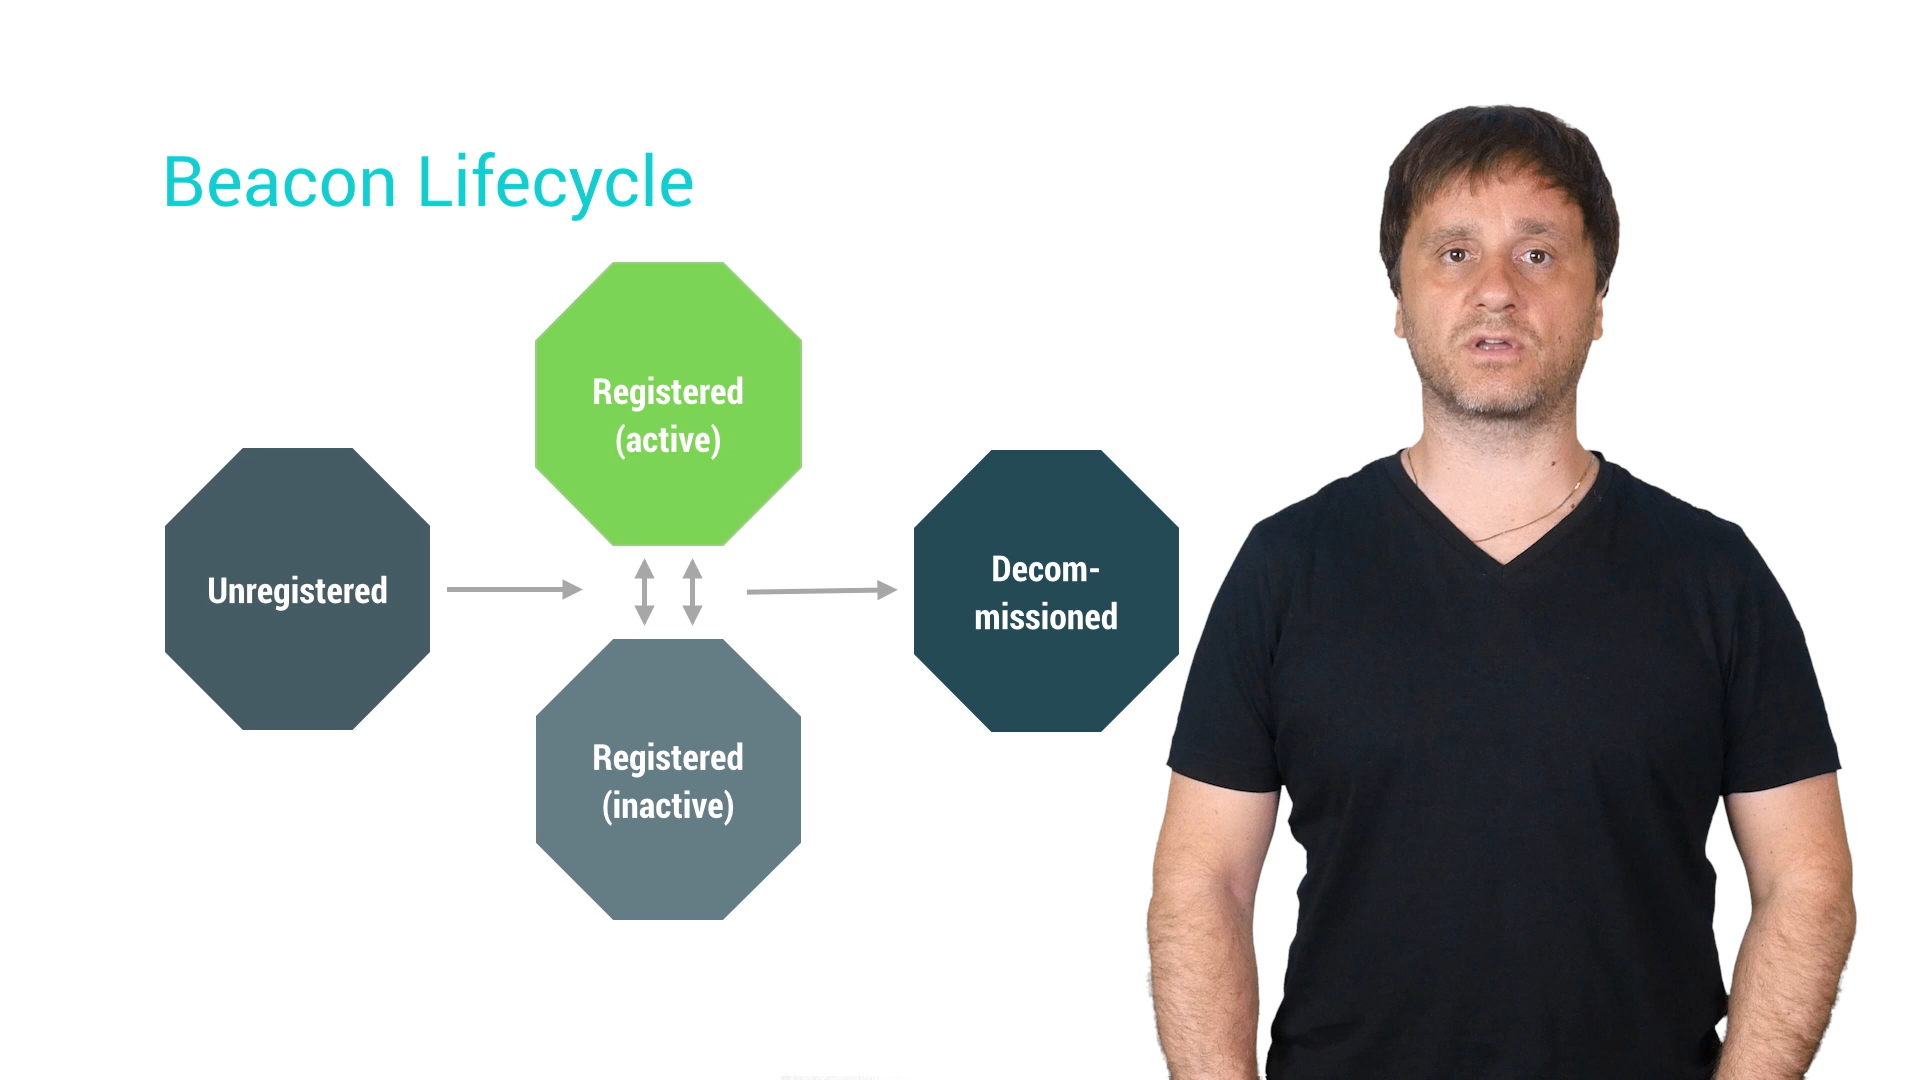 Beacon Lifecycle
Registered
(active)
Unregistered
Decom-
missioned
Registered
(inactive)